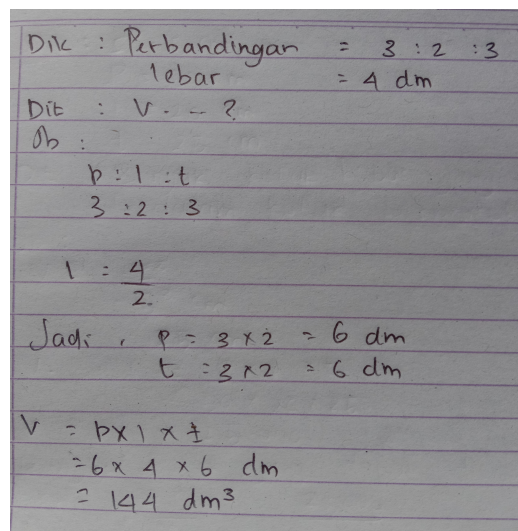 Dik : Perbandingan = 3 : 2 : 3
lebar = 4 dm
Dit : V . - - ?
Jb :
p : l : t
3 : 2 : 3
l = 4/2
Jadi, p = 3 x 2 = 6 dm
t = 3 x 2 = 6 dm
V = p x l x t
= 6 x 4 x 6 dm
= 144 dm³